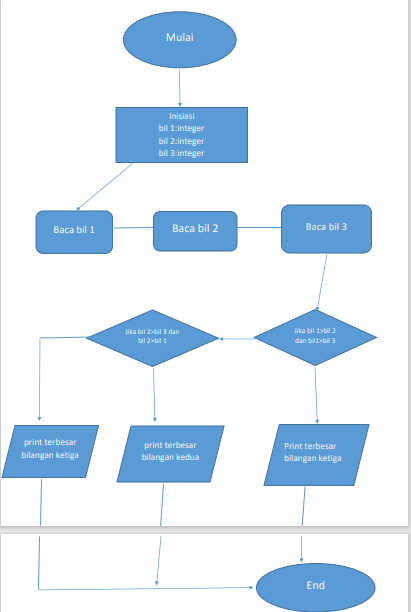 Mulai
Inisiasi
bil 1:integer
bil 2:integer
bil 3:integer
Baca bil 1
Baca bil 2
Baca bil 3
Jika bil 2>bil 3 dan
bil 2>bil 1
Jika bil 1>bil 2
dan bil1>bil 3
print terbesar
bilangan ketiga
print terbesar
bilangan kedua
Print terbesar
bilangan ketiga
End